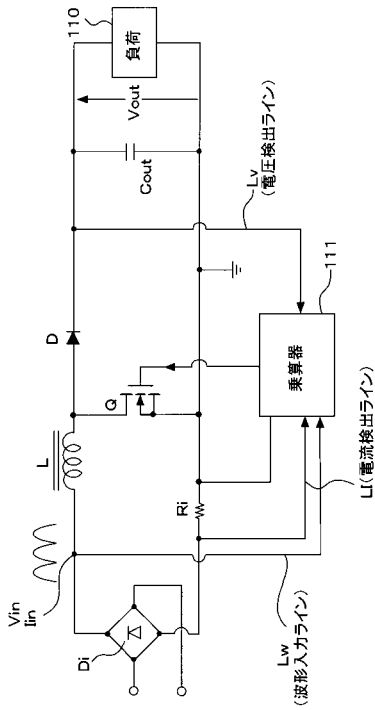 Vin
Iin
Di
L
D
Q
Ri
Cout
Vout
負荷
110
Lv
(電圧検出ライン)
乗算器
111
LI(電流検出ライン)
Lw
(波形入力ライン)